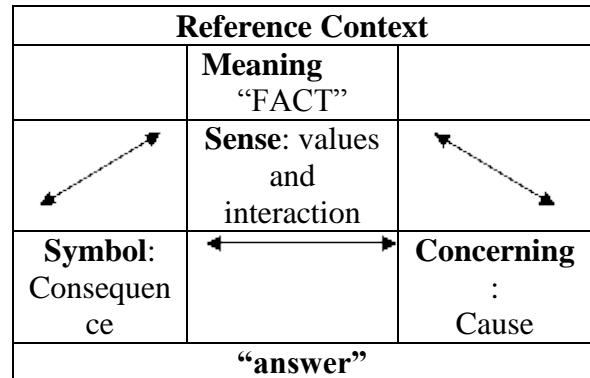 Reference Context
Meaning
“FACT”
Sense: values
and
interaction
Symbol:
Consequen
ce
Concerning
:
Cause
“answer”